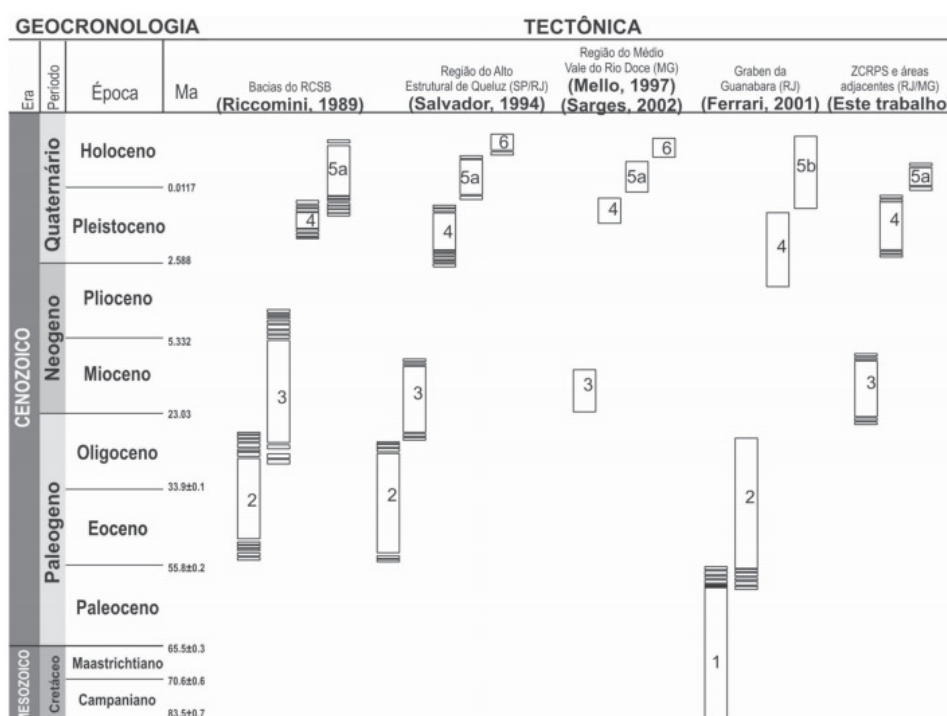 GEOCRONOLOGIA
TECTÔNICA
Era
Período
Época
Ma
Bacias do RCSB
(Riccomini, 1989)
Região do Alto
Estrutural de Queluz (SP/RJ)
(Salvador, 1994)
Região do Médio
Vale do Rio Doce (MG)
(Mello, 1997)
(Sarges, 2002)
Graben da
Guanabara (RJ)
(Ferrari, 2001)
ZCRPS e áreas
adjacentes (RJ/MG)
(Este trabalho)
CENOZOICO
MESOZOICO
Quaternário
Neogeno
Paleogeno
Cretáceo
Holoceno
0.0117
Pleistoceno
2.588
Plioceno
5.332
Mioceno
23.03
Oligoceno
33.9±0.1
Eoceno
55.8±0.2
Paleoceno
65.5±0.3
Maastrichtiano
70.6±0.6
Campaniano
83.5±0.7
2
3
4
5a
2
3
4
5a
6
3
4
5a
6
1
2
4
5b
3
4
5a